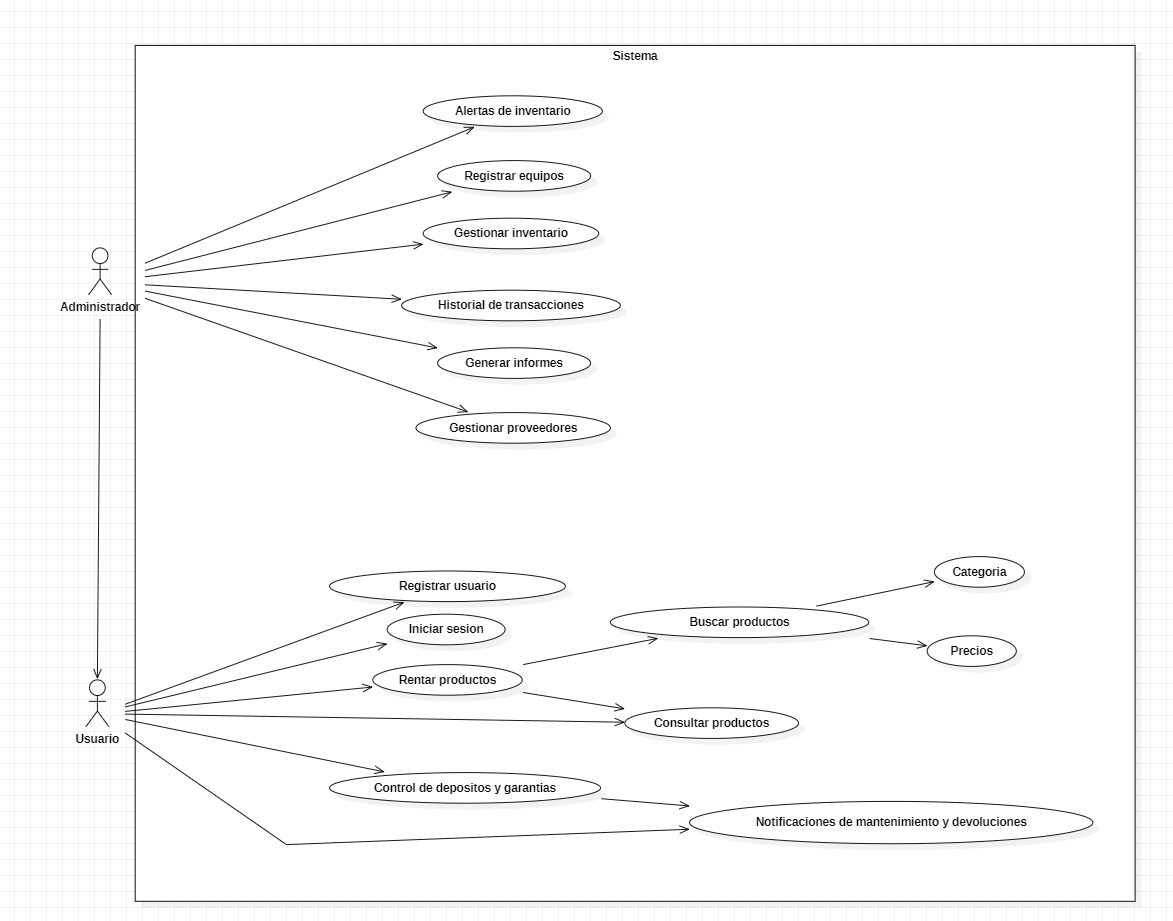 Sistema
Alertas de inventario
Registrar equipos
Gestionar inventario
Historial de transacciones
Administrador
Generar informes
Gestionar proveedores
Categoria
Registrar usuario
Buscar productos
Iniciar sesion
Precios
Rentar productos
Consultar productos
Usuario
Control de depositos y garantias
Notificaciones de mantenimiento y devoluciones